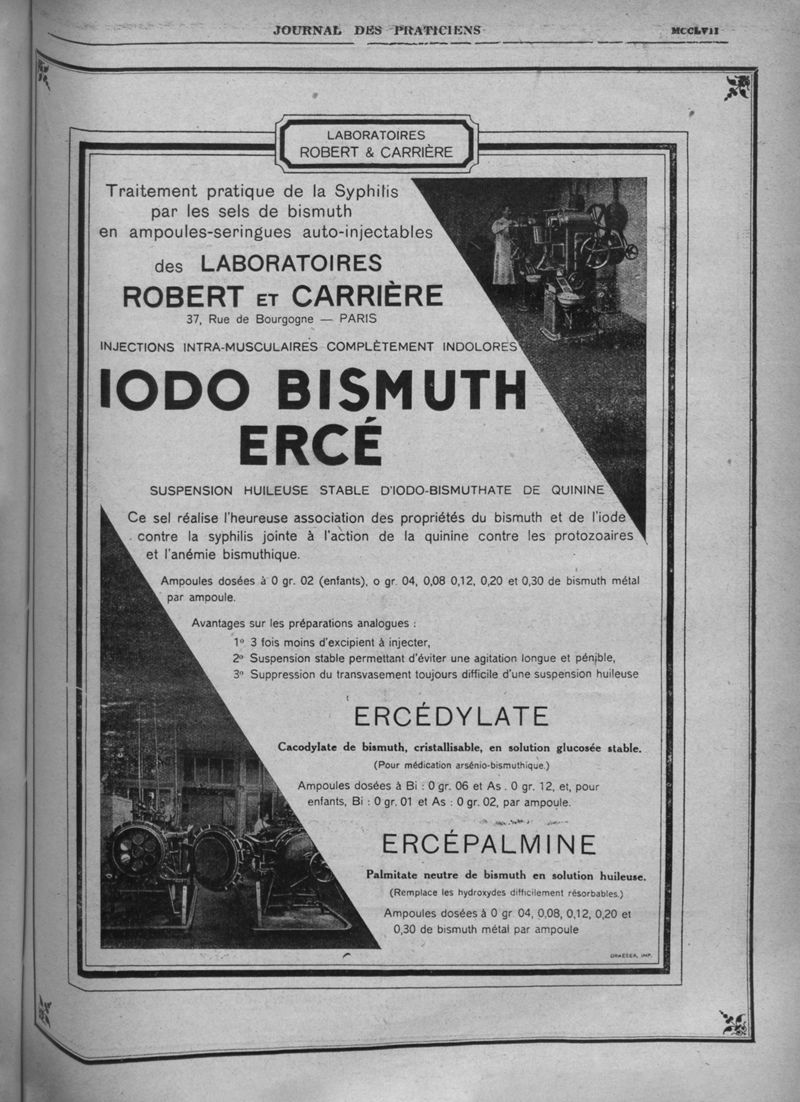 JOURNAL DES PRATICIENS
MCCLVII
LABORATOIRES
ROBERT & CARRIÈRE
Traitement pratique de la Syphilis
par les sels de bismuth
en ampoules-seringues auto-injectables
des LABORATOIRES
ROBERT ET CARRIÈRE
37, Rue de Bourgogne — PARIS
INJECTIONS INTRA-MUSCULAIRES COMPLÈTEMENT INDOLORES
IODO BISMUTH
ERCÉ
SUSPENSION HUILEUSE STABLE D'IODO-BISMUTHATE DE QUININE
Ce sel réalise l'heureuse association des propriétés du bismuth et de l'iode
contre la syphilis jointe à l'action de la quinine contre les protozoaires
et l'anémie bismuthique.
Ampoules dosées à 0 gr. 02 (enfants), o gr. 04, 0,08 0,12, 0,20 et 0,30 de bismuth métal
par ampoule.
Avantages sur les préparations analogues :
1º 3 fois moins d'excipient à injecter,
2º Suspension stable permettant d'éviter une agitation longue et pénible,
3º Suppression du transvasement toujours difficile d'une suspension huileuse
ERCÉDYLATE
Cacodylate de bismuth, cristallisable, en solution glucosée stable.
(Pour médication arsénio-bismuthique.)
Ampoules dosées à Bi : 0 gr. 06 et As . 0 gr. 12, et, pour
enfants, Bi : 0 gr. 01 et As : 0 gr. 02, par ampoule.
ERCÉPALMINE
Palmitate neutre de bismuth en solution huileuse.
(Remplace les hydroxydes difficilement résorbables.)
Ampoules dosées à 0 gr. 04, 0,08, 0,12, 0,20 et
0,30 de bismuth métal par ampoule
DRAEGER, IMP.